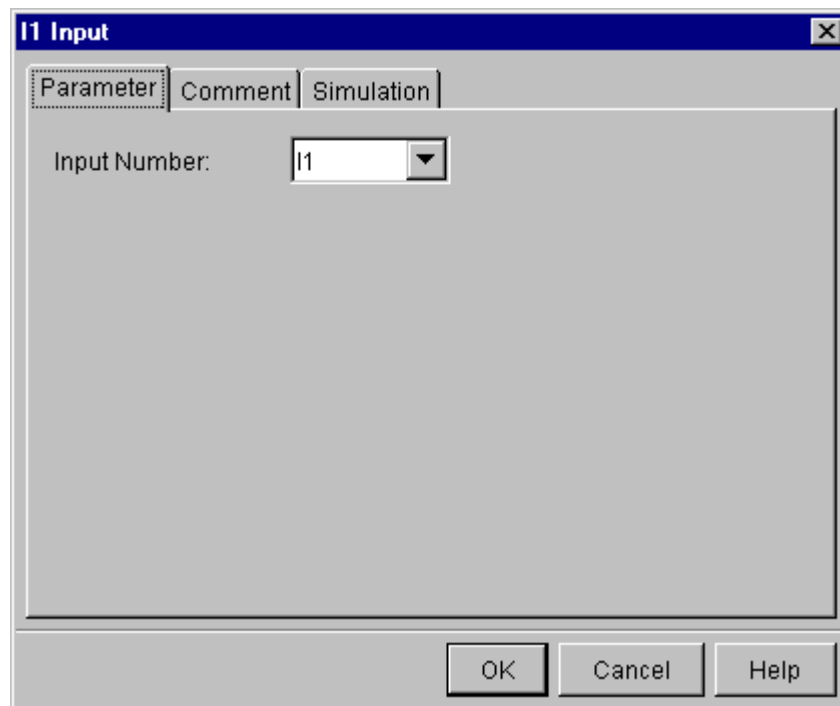 I1 Input
Parameter Comment Simulation
Input Number: I1
OK Cancel Help